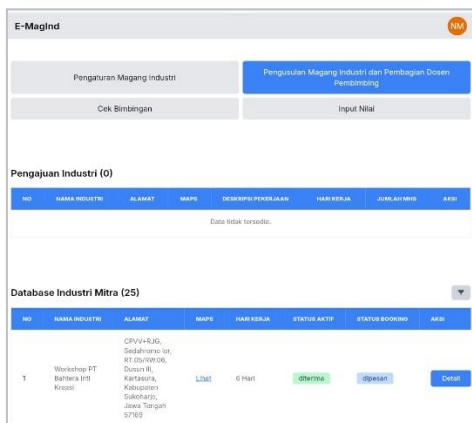 E-MagInd
NM
Pengaturan Magang Industri
Pengusulan Magang Industri dan Pembagian Dosen
Pembimbing
Cek Bimbingan
Input Nilai
Pengajuan Industri (0)
NO NAMA INDUSTRI ALAMAT MAPS DESKRIPSI PEKERJAAN HARI KERJA JUMLAH MHS AKSI
Data tidak tersedia.
Database Industri Mitra (25)
NO NAMA INDUSTRI ALAMAT MAPS HARI KERJA STATUS AKTIF STATUS BOOKING AKSI
CPVV+RJG,
Sedahromo lor,
RT.05/RW.06,
Dusun III,
Kartasura,
Kabupaten
Sukoharjo,
Jawa Tengah
57169
1 Workshop PT Lihat 6 Hari diterima dipesan Detail
Bahtera Inti
Kreasi